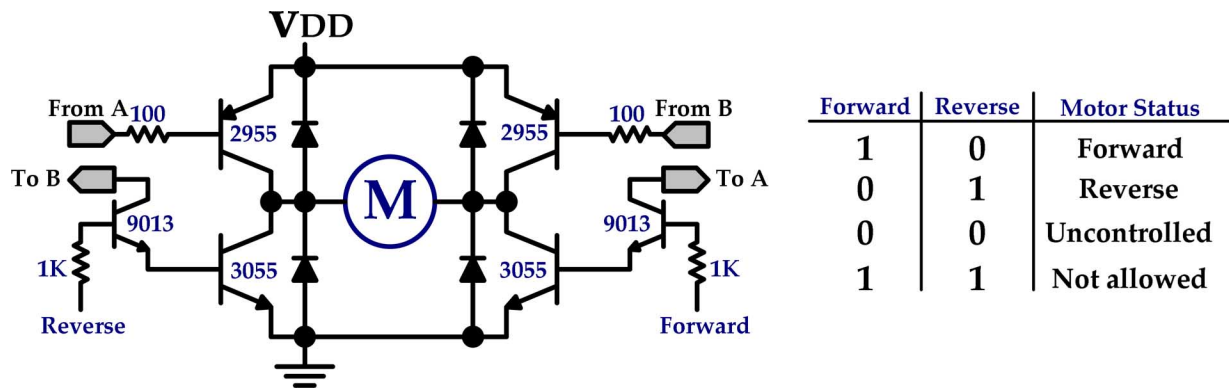 VDD
From A
100
2955
2955
100
From B
To B
9013
9013
To A
M
1K
3055
3055
1K
Reverse
Forward
Forward Reverse Motor Status
1 0 Forward
0 1 Reverse
0 0 Uncontrolled
1 1 Not allowed